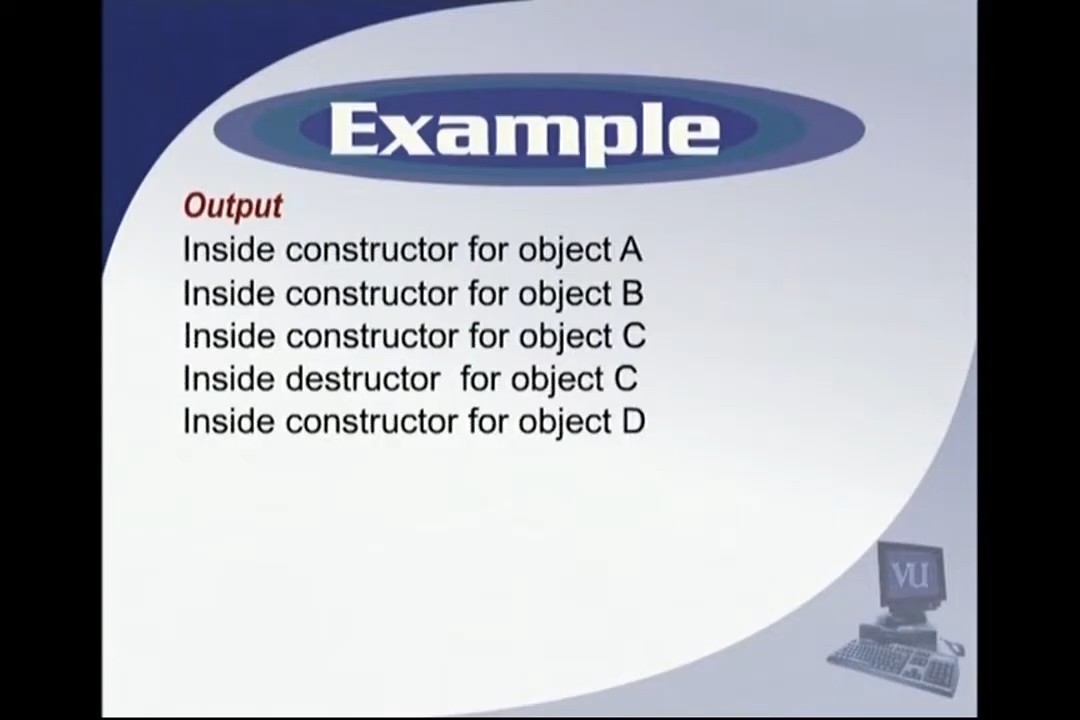 Example
Output
Inside constructor for object A
Inside constructor for object B
Inside constructor for object C
Inside destructor  for object C
Inside constructor for object D
VU